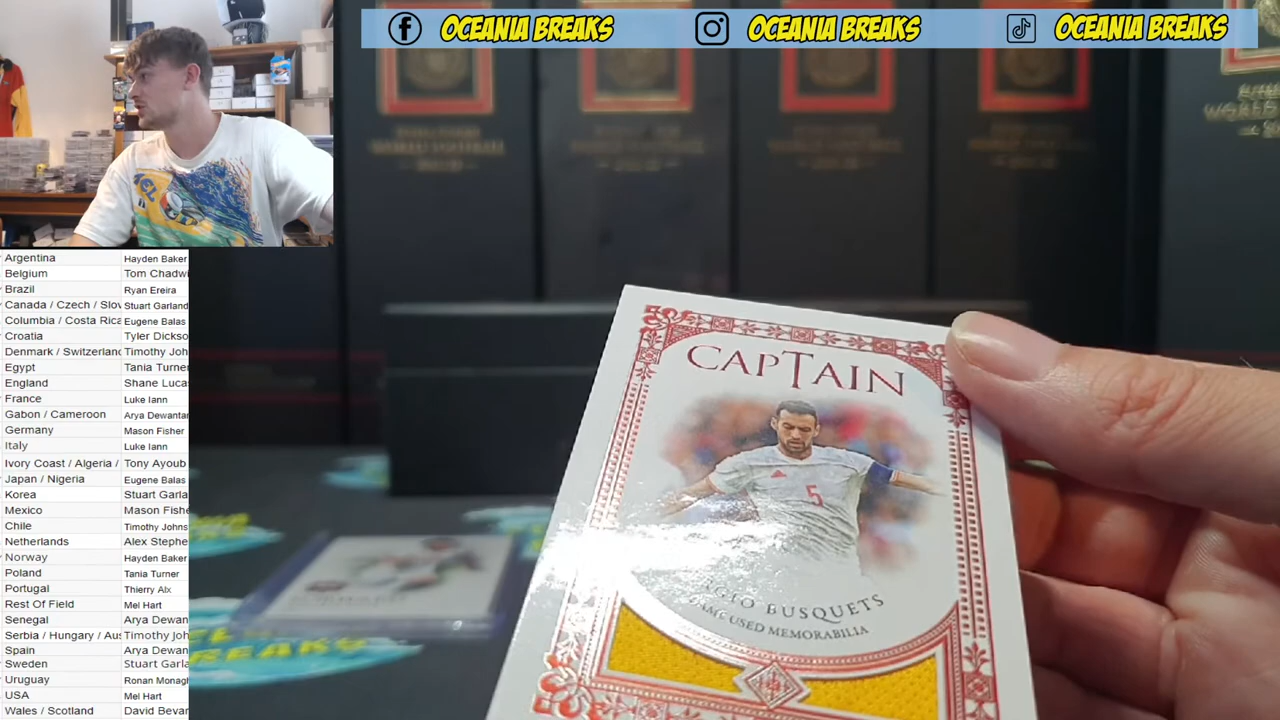 OCEANIA BREAKS
OCEANIA BREAKS
OCEANIA BREAKS
Argentina Hayden Baker
Belgium Tom Chadwi
Brazil Ryan Ereira
Canada / Czech / Slov Stuart Garland
Columbia / Costa Rica Eugene Balas
Croatia Tyler Dickso
Denmark / Switzerland Timothy Joh
Egypt Tania Turner
England Shane Lucas
France Luke Iann
Gabon / Cameroon Arya Dewantar
Germany Mason Fisher
Italy Luke Iann
Ivory Coast / Algeria / Tony Ayoub
Japan / Nigeria Eugene Balas
Korea Stuart Garla
Mexico Mason Fishe
Chile Timothy Johns
Netherlands Alex Stephe
Norway Hayden Baker
Poland Tania Turner
Portugal Thierry Alx
Rest Of Field Mel Hart
Senegal Arya Dewan
Serbia / Hungary / Aus Timothy Joh
Spain Arya Dewan
Sweden Stuart Garla
Uruguay Ronan Monagh
USA Mel Hart
Wales / Scotland David Bevar
CAPTAIN
5
BUSQUETS
USED MEMORABILIA
BREAKS